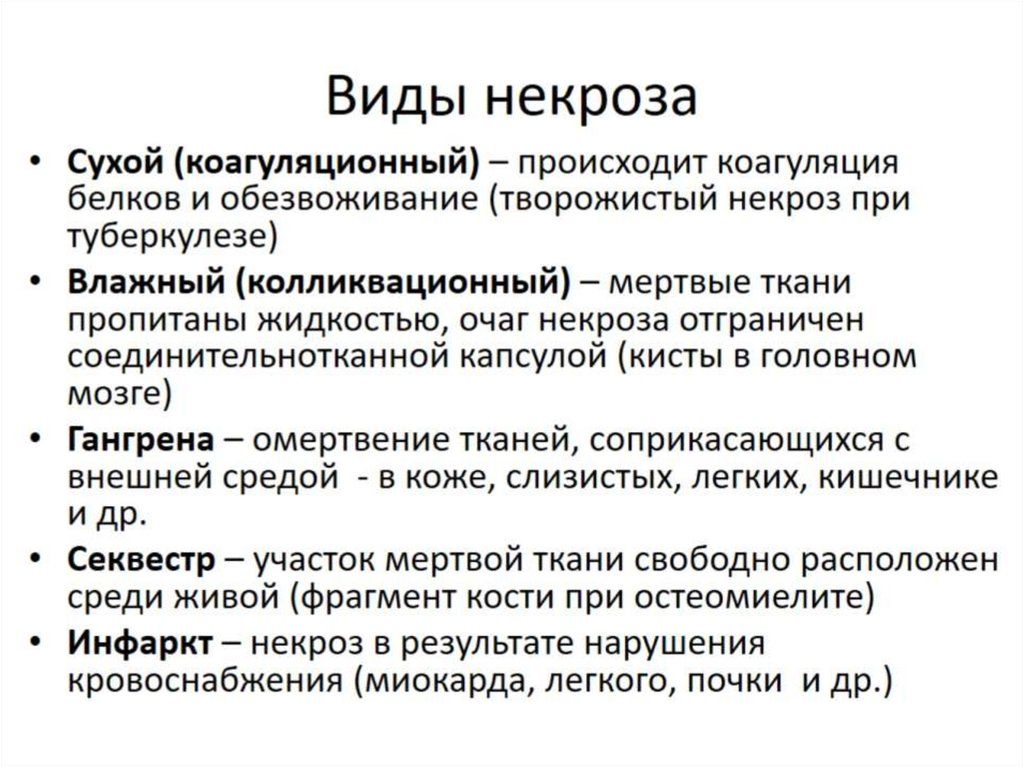 Виды некроза
• Сухой (коагуляционный) – происходит коагуляция
белков и обезвоживание (творожистый некроз при
туберкулезе)
• Влажный (колликвационный) – мертвые ткани
пропитаны жидкостью, очаг некроза отграничен
соединительнотканной капсулой (кисты в головном
мозге)
• Гангрена – омертвение тканей, соприкасающихся с
внешней средой  - в коже, слизистых, легких, кишечнике
и др.
• Секвестр – участок мертвой ткани свободно расположен
среди живой (фрагмент кости при остеомиелите)
• Инфаркт – некроз в результате нарушения
кровоснабжения (миокарда, легкого, почки  и др.)